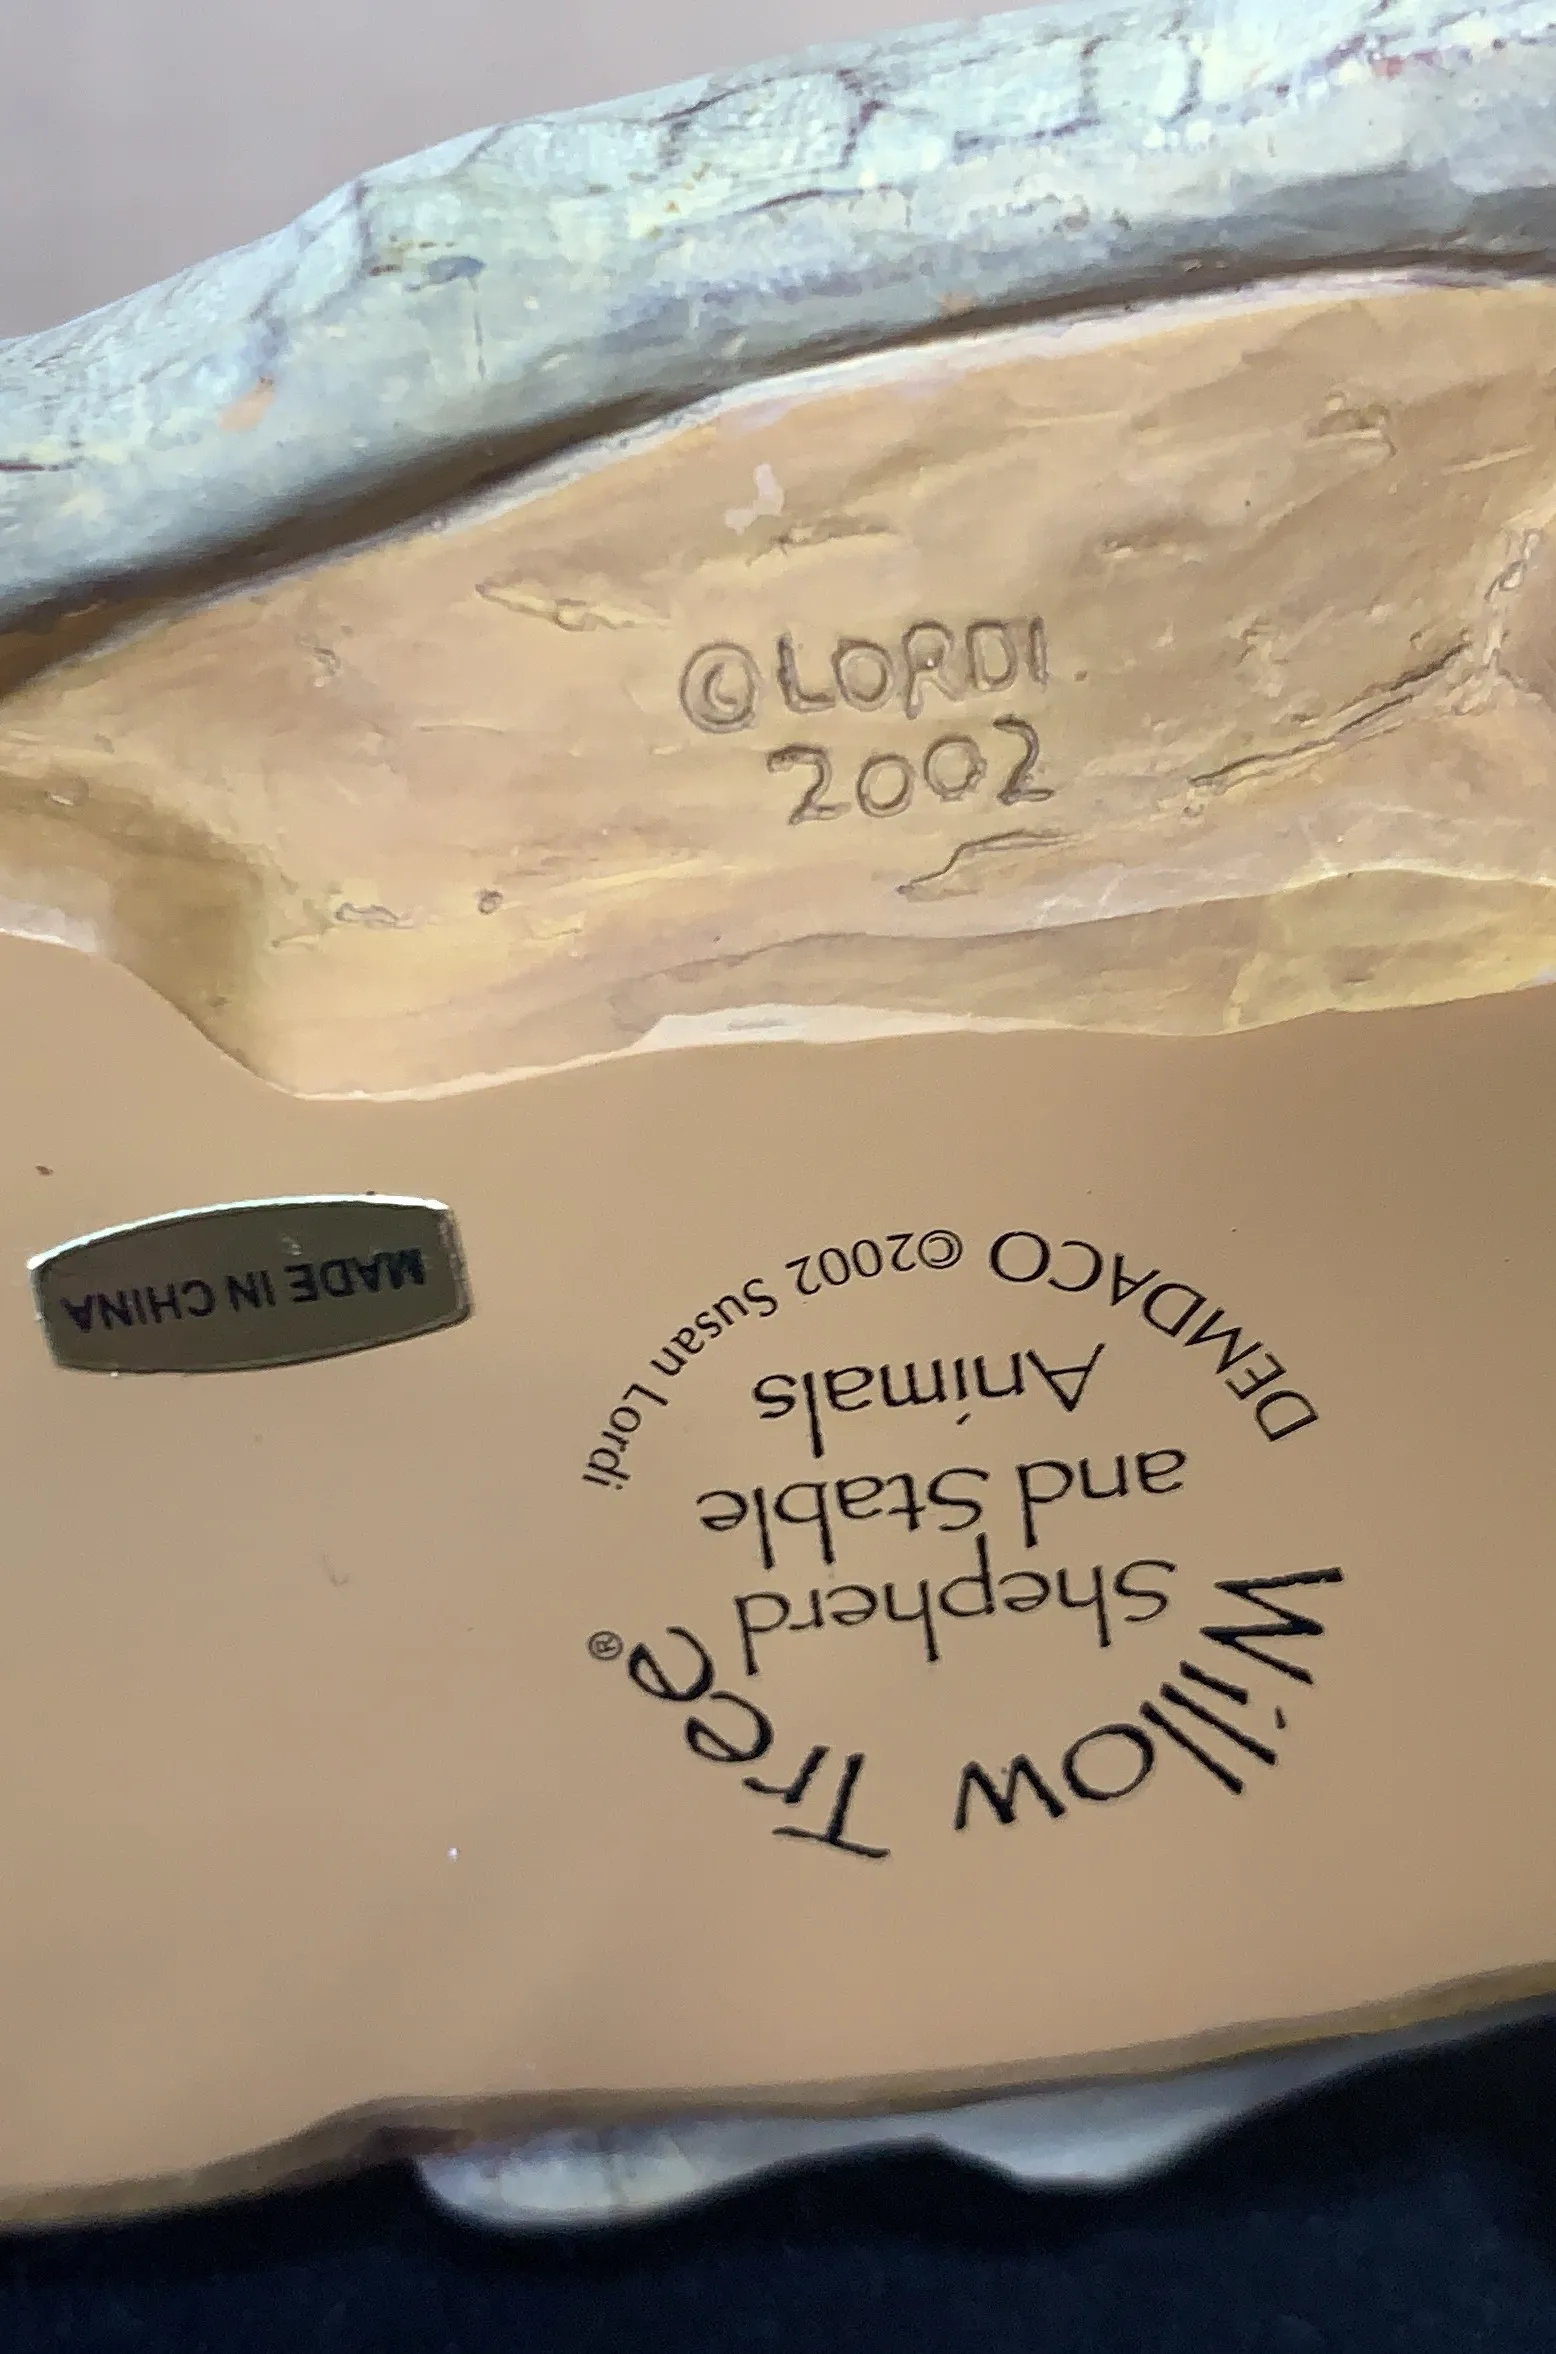 ©LORDI
2002
MADE IN CHINA
Willow Tree®
Shepherd
and Stable
Animals
DEMDACO ©2002 Susan Lordi